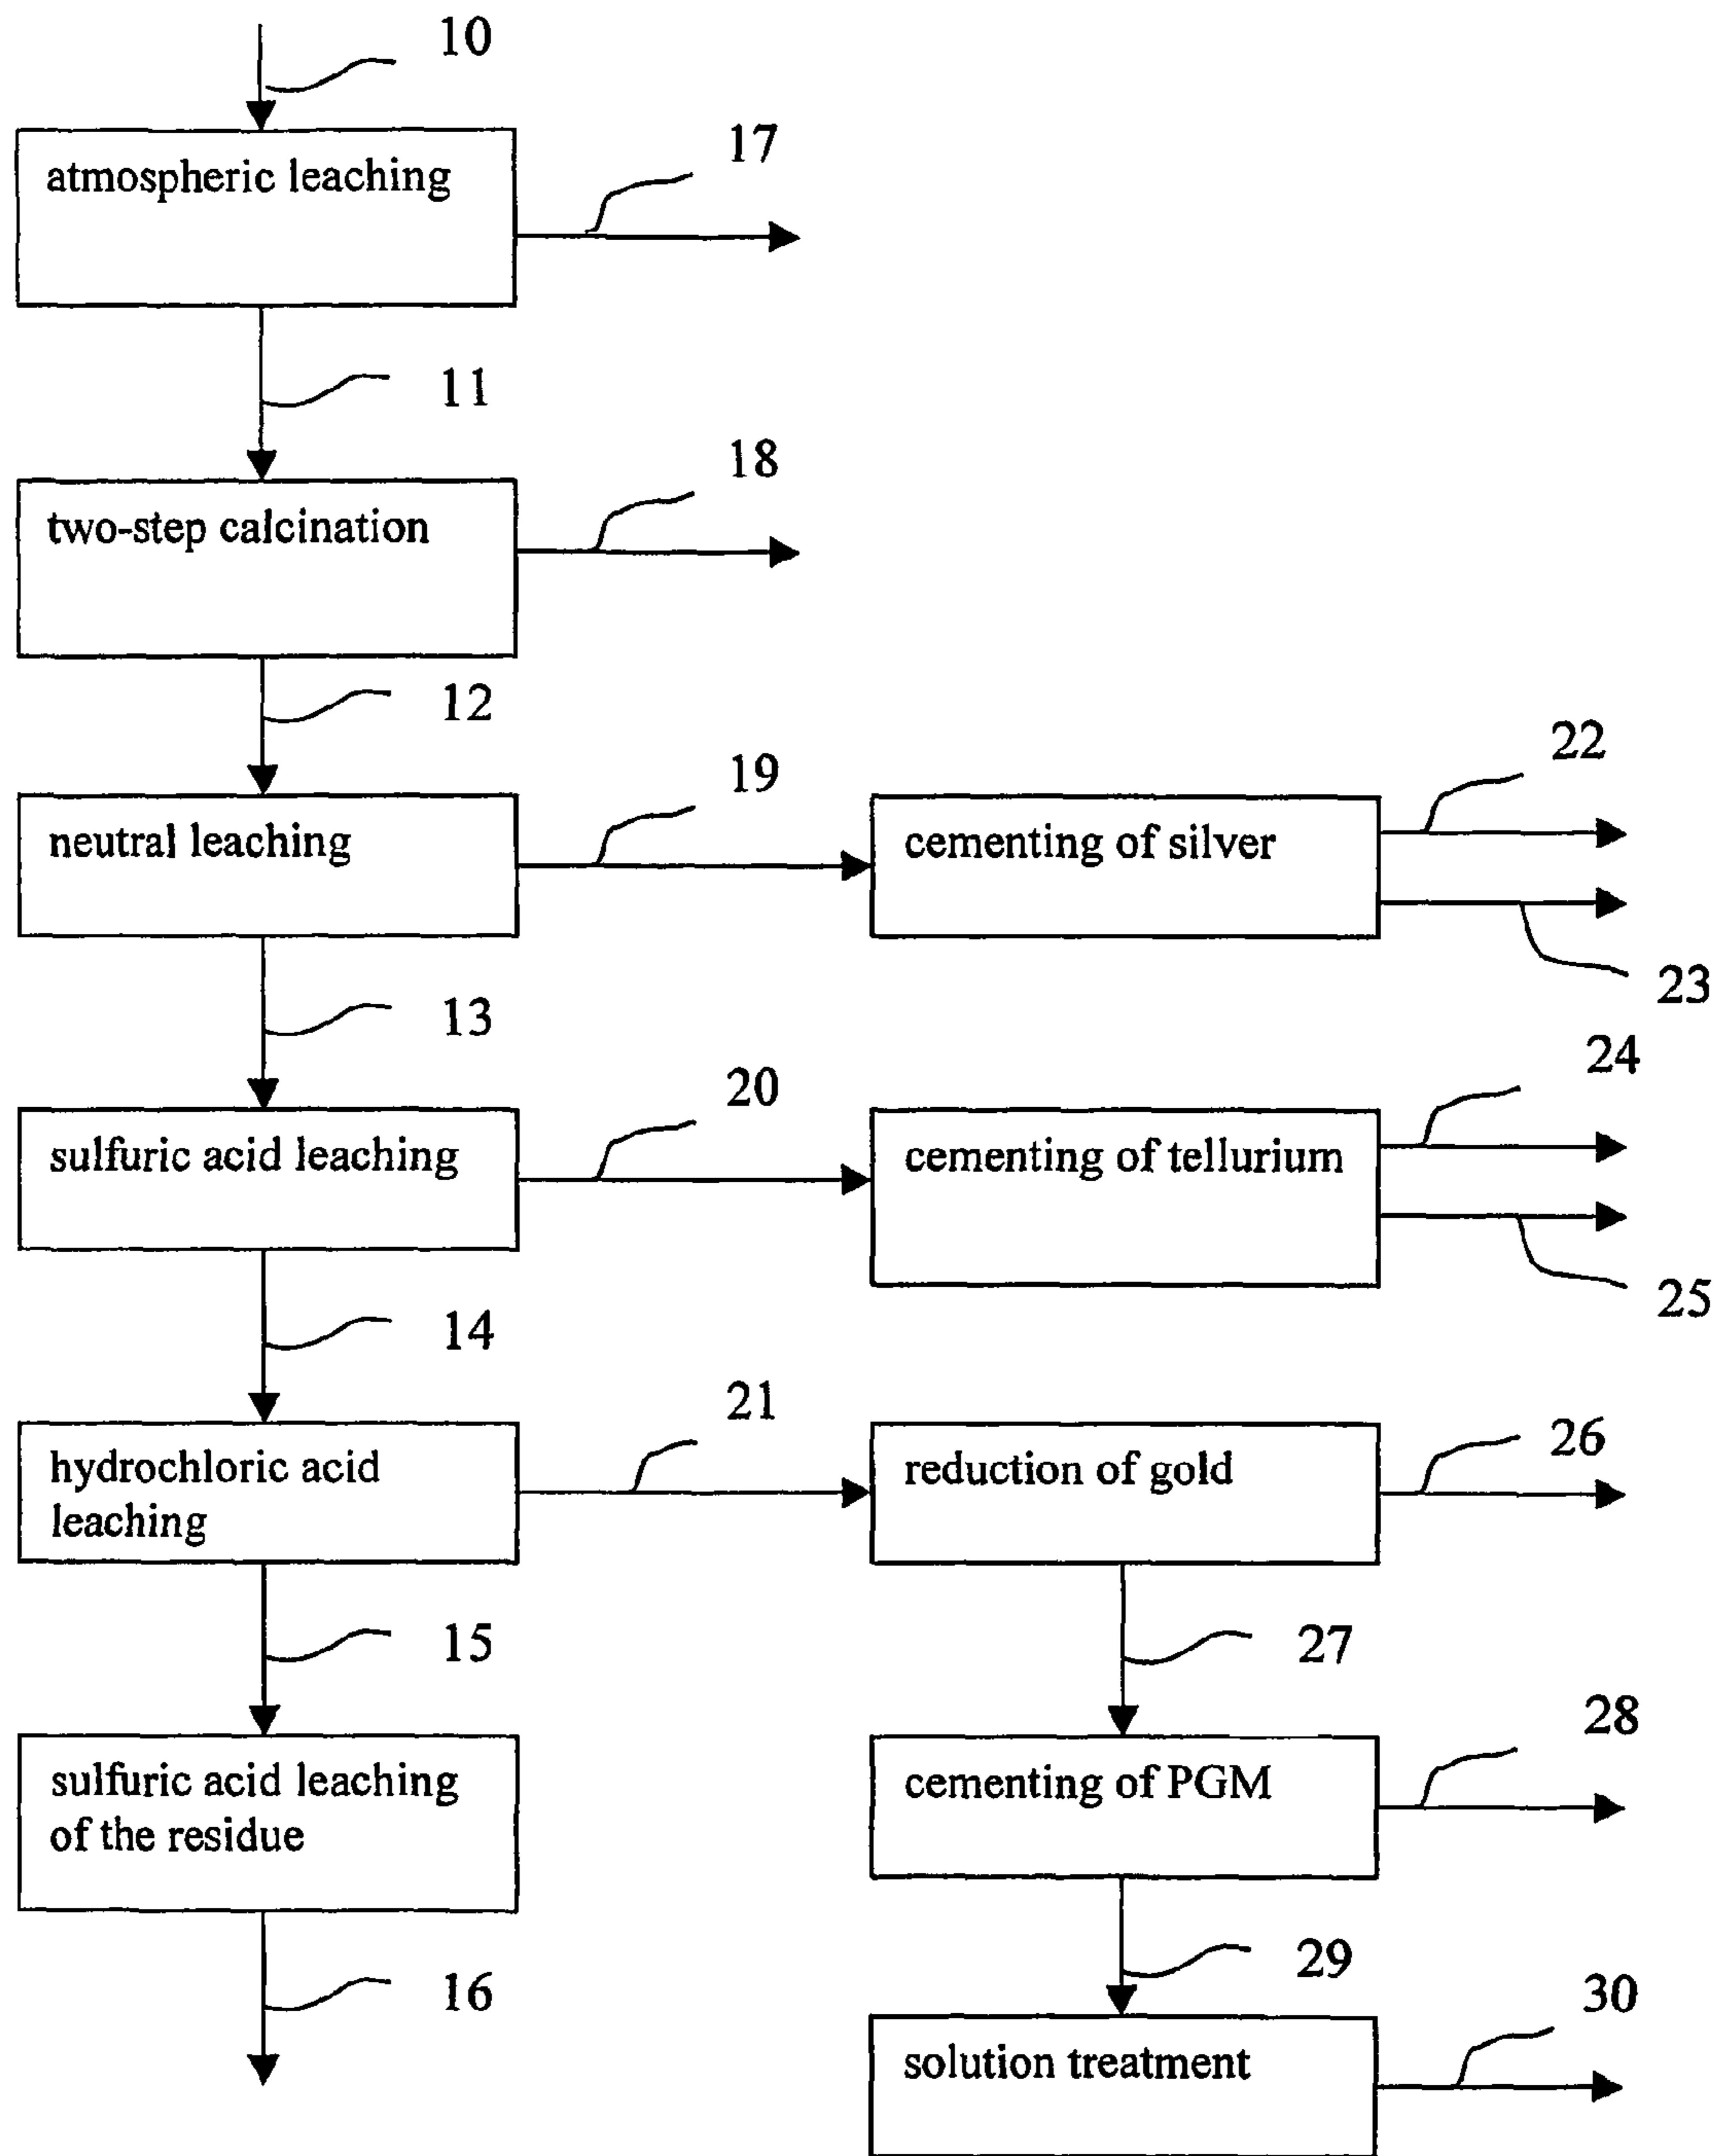 10
atmospheric leaching
17
11
two-step calcination
18
12
neutral leaching
19
cementing of silver
22
23
13
sulfuric acid leaching
20
cementing of tellurium
24
25
14
hydrochloric acid
leaching
21
reduction of gold
26
15
27
sulfuric acid leaching
of the residue
cementing of PGM
28
16
29
solution treatment
30